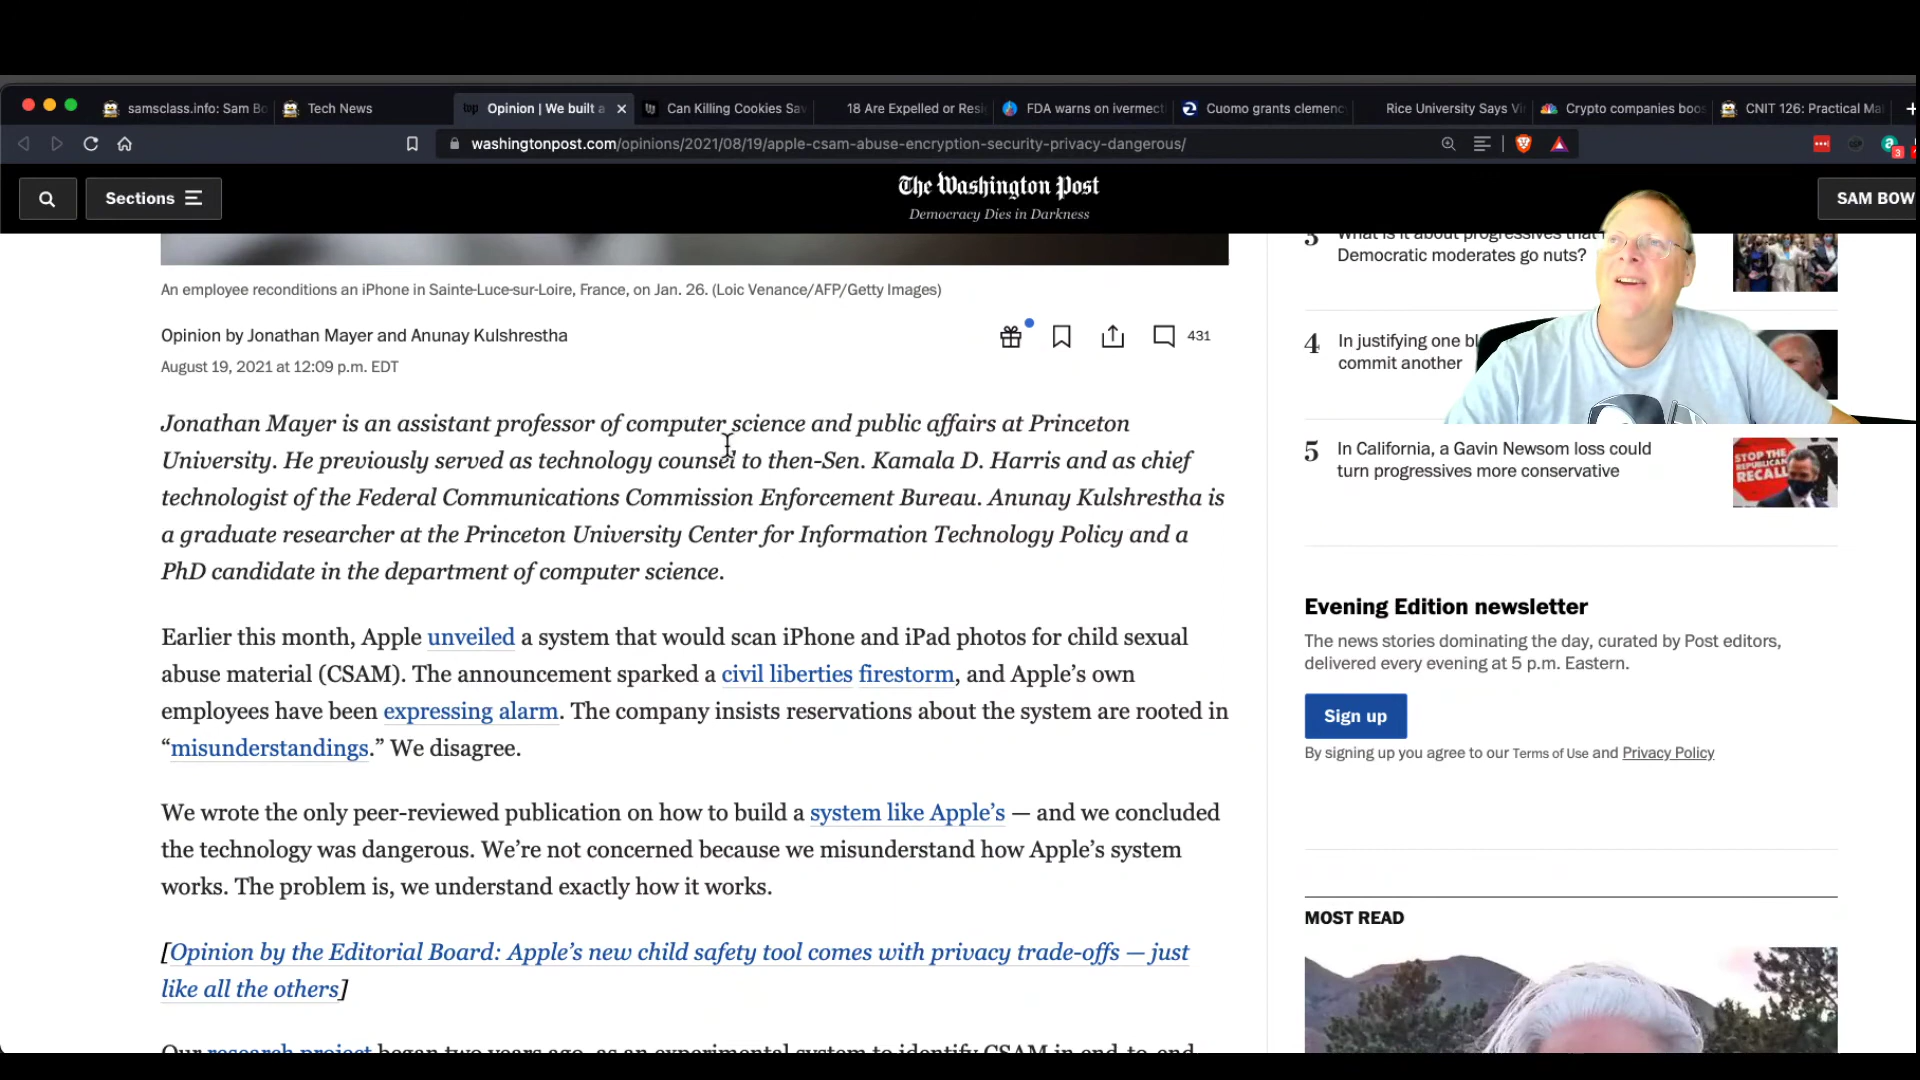 samsclass.info: Sam Bo
Tech News
Opinion | We built a
Can Killing Cookies Sav
18 Are Expelled or Resi
FDA warns on ivermect
Cuomo grants clemenc
Rice University Says Vi
Crypto companies boos
CNIT 126: Practical Mal
washingtonpost.com/opinions/2021/08/19/apple-csam-abuse-encryption-security-privacy-dangerous/
Sections
The Washington Post
Democracy Dies in Darkness
SAM BOW
An employee reconditions an iPhone in Sainte-Luce-sur-Loire, France, on Jan. 26. (Loic Venance/AFP/Getty Images)
Opinion by Jonathan Mayer and Anunay Kulshrestha
431
August 19, 2021 at 12:09 p.m. EDT
Jonathan Mayer is an assistant professor of computer science and public affairs at Princeton
University. He previously served as technology counsel to then-Sen. Kamala D. Harris and as chief
technologist of the Federal Communications Commission Enforcement Bureau. Anunay Kulshrestha is
a graduate researcher at the Princeton University Center for Information Technology Policy and a
PhD candidate in the department of computer science.
Earlier this month, Apple unveiled a system that would scan iPhone and iPad photos for child sexual
abuse material (CSAM). The announcement sparked a civil liberties firestorm, and Apple’s own
employees have been expressing alarm. The company insists reservations about the system are rooted in
“misunderstandings.” We disagree.
We wrote the only peer-reviewed publication on how to build a system like Apple’s — and we concluded
the technology was dangerous. We’re not concerned because we misunderstand how Apple’s system
works. The problem is, we understand exactly how it works.
[Opinion by the Editorial Board: Apple’s new child safety tool comes with privacy trade-offs — just
like all the others]
Our research project began two years ago, as an experimental system to identify CSAM in end-to-end
3
What is it about progressives that
Democratic moderates go nuts?
4
In justifying one bl
commit another
5
In California, a Gavin Newsom loss could
turn progressives more conservative
STOP THE
REPUBLICAN
RECALL
Evening Edition newsletter
The news stories dominating the day, curated by Post editors,
delivered every evening at 5 p.m. Eastern.
Sign up
By signing up you agree to our Terms of Use and Privacy Policy
MOST READ